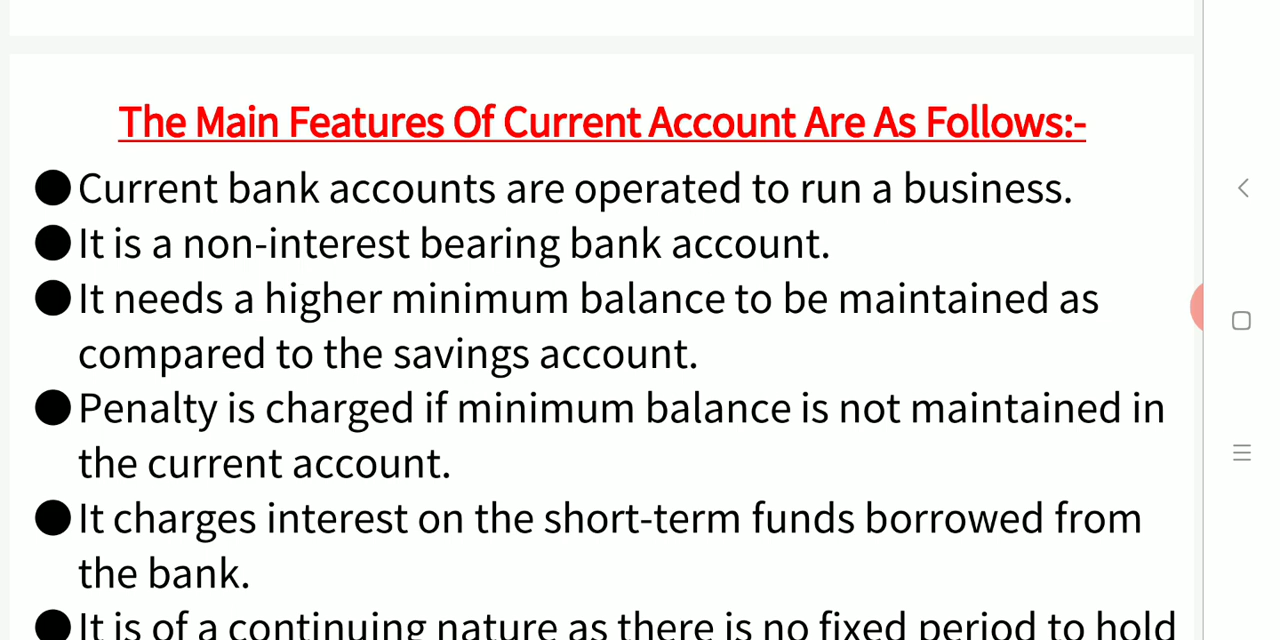 The Main Features Of Current Account Are As Follows:-
●Current bank accounts are operated to run a business.
●It is a non-interest bearing bank account.
●It needs a higher minimum balance to be maintained as
compared to the savings account.
●Penalty is charged if minimum balance is not maintained in
the current account.
●It charges interest on the short-term funds borrowed from
the bank.
●It is of a continuing nature as there is no fixed period to hold